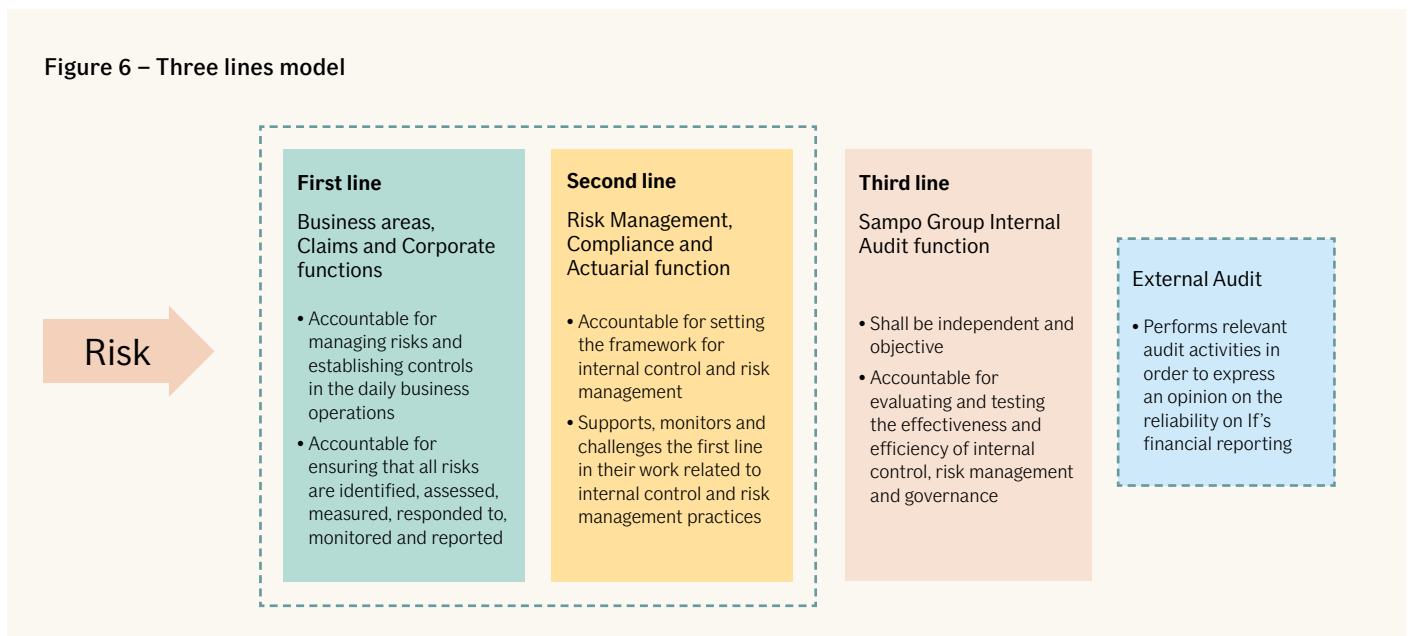 Figure 6 – Three lines model
Risk
First line
Business areas,
Claims and Corporate
functions
• Accountable for
managing risks and
establishing controls
in the daily business
operations
• Accountable for
ensuring that all risks
are identified, assessed,
measured, responded to,
monitored and reported
Second line
Risk Management,
Compliance and
Actuarial function
• Accountable for setting
the framework for
internal control and risk
management
• Supports, monitors and
challenges the first line
in their work related to
internal control and risk
management practices
Third line
Sampo Group Internal
Audit function
• Shall be independent and
objective
• Accountable for
evaluating and testing
the effectiveness and
efficiency of internal
control, risk management
and governance
External Audit
• Performs relevant
audit activities in
order to express
an opinion on the
reliability on If's
financial reporting